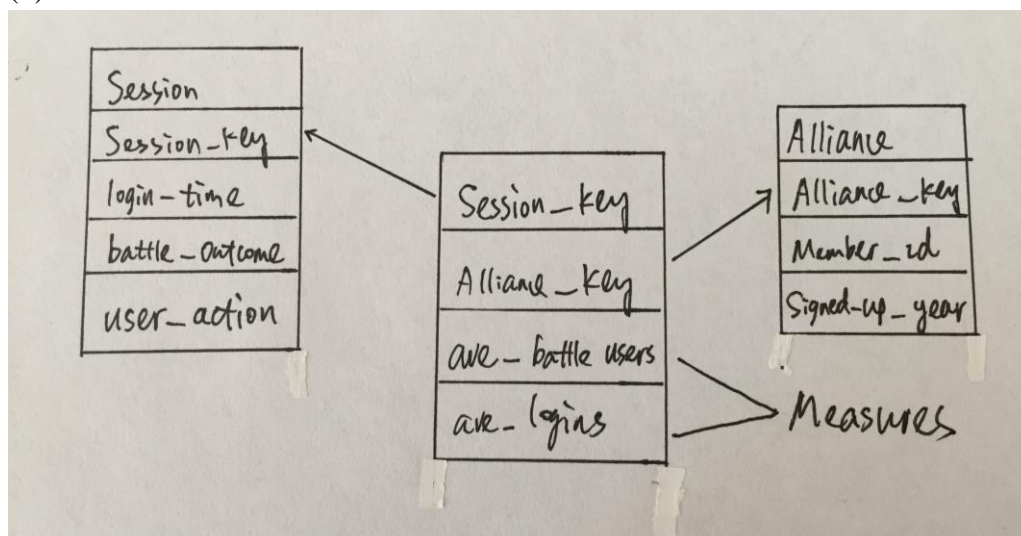 Session
Session_key
login-time
battle_outcome
user_action
Session_key
Alliance_key
ave_battle users
ave_logins
Alliance
Alliance_key
Member_id
Signed-up_year
Measures